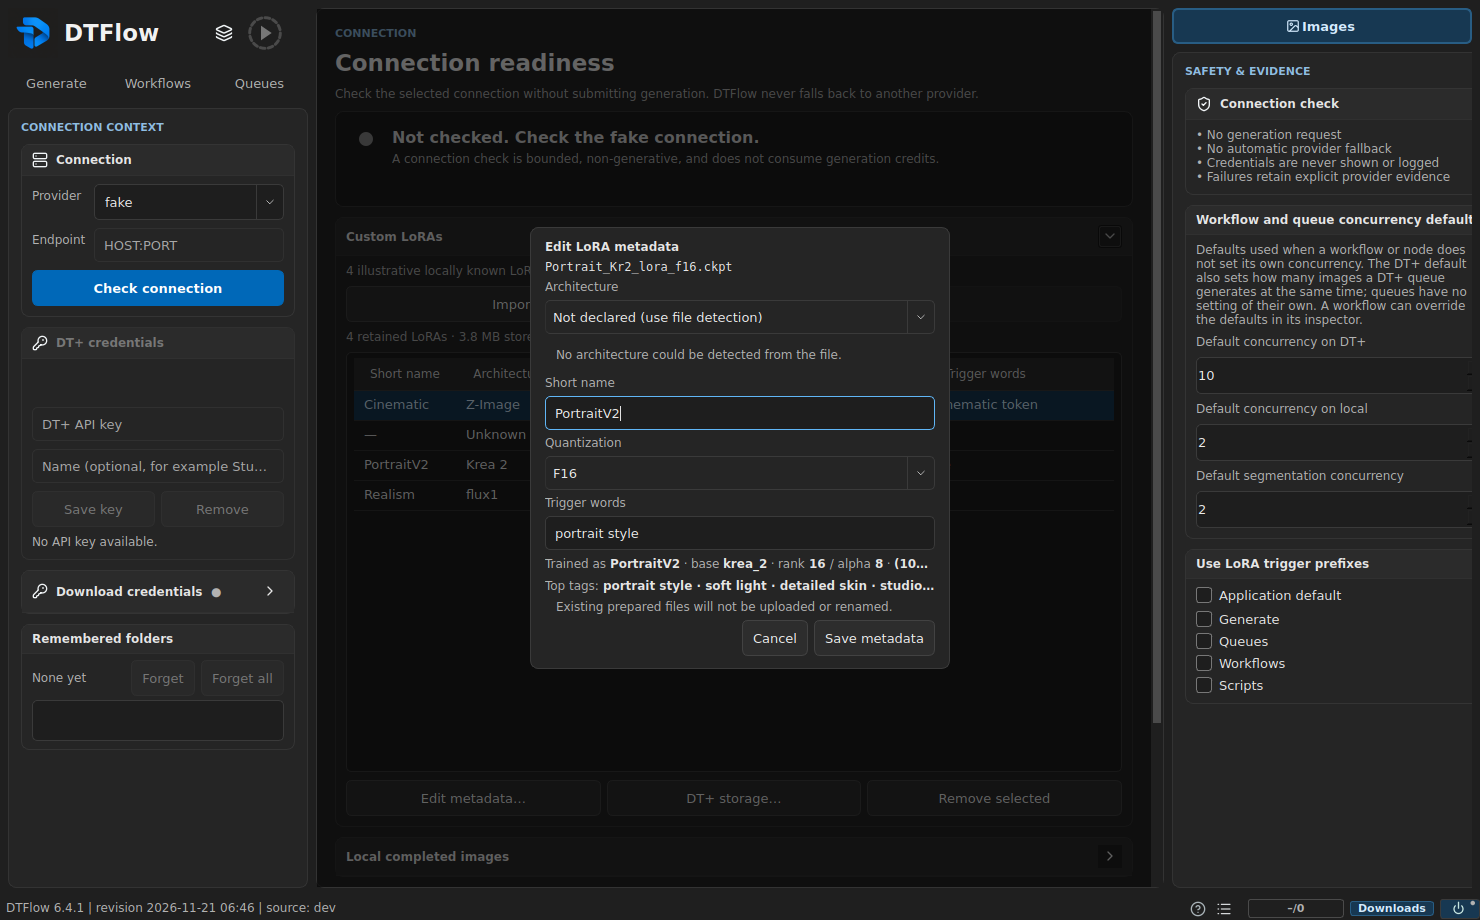 DTFlow
Generate
Workflows
Queues
CONNECTION CONTEXT
Connection
Provider
fake
Endpoint
HOST:PORT
Check connection
DT+ credentials
DT+ API key
Name (optional, for example Stu...
Save key
Remove
No API key available.
Download credentials
Remembered folders
None yet
Forget
Forget all
CONNECTION
Connection readiness
Check the selected connection without submitting generation. DTFlow never falls back to another provider.
Not checked. Check the fake connection.
A connection check is bounded, non-generative, and does not consume generation credits.
Custom LoRAs
4 illustrative locally known LoR
Impor
4 retained LoRAs · 3.8 MB store
Short name
Architectu
rigger words
Cinematic
Z-Image
nematic token
—
Unknown
PortraitV2
Krea 2
Realism
flux1
Edit LoRA metadata
Portrait_Kr2_lora_f16.ckpt
Architecture
Not declared (use file detection)
No architecture could be detected from the file.
Short name
PortraitV2
Quantization
F16
Trigger words
portrait style
Trained as PortraitV2 · base krea_2 · rank 16 / alpha 8 · (10...
Top tags: portrait style · soft light · detailed skin · studio...
Existing prepared files will not be uploaded or renamed.
Cancel
Save metadata
Edit metadata...
DT+ storage...
Remove selected
Local completed images
Images
SAFETY & EVIDENCE
Connection check
• No generation request
• No automatic provider fallback
• Credentials are never shown or logged
• Failures retain explicit provider evidence
Workflow and queue concurrency default
Defaults used when a workflow or node does
not set its own concurrency. The DT+ default
also sets how many images a DT+ queue
generates at the same time; queues have no
setting of their own. A workflow can override
the defaults in its inspector.
Default concurrency on DT+
10
Default concurrency on local
2
Default segmentation concurrency
2
Use LoRA trigger prefixes
Application default
Generate
Queues
Workflows
Scripts
DTFlow 6.4.1 | revision 2026-11-21 06:46 | source: dev
-/0
Downloads